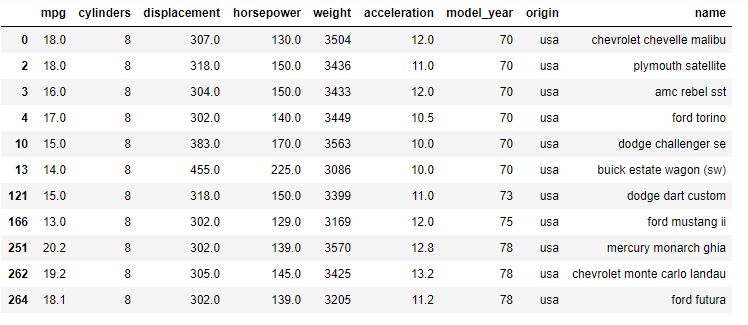 mpg cylinders displacement horsepower weight acceleration model_year origin name
0 18.0 8 307.0 130.0 3504 12.0 70 usa chevrolet chevelle malibu
2 18.0 8 318.0 150.0 3436 11.0 70 usa plymouth satellite
3 16.0 8 304.0 150.0 3433 12.0 70 usa amc rebel sst
4 17.0 8 302.0 140.0 3449 10.5 70 usa ford torino
10 15.0 8 383.0 170.0 3563 10.0 70 usa dodge challenger se
13 14.0 8 455.0 225.0 3086 10.0 70 usa buick estate wagon (sw)
121 15.0 8 318.0 150.0 3399 11.0 73 usa dodge dart custom
166 13.0 8 302.0 129.0 3169 12.0 75 usa ford mustang ii
251 20.2 8 302.0 139.0 3570 12.8 78 usa mercury monarch ghia
262 19.2 8 305.0 145.0 3425 13.2 78 usa chevrolet monte carlo landau
264 18.1 8 302.0 139.0 3205 11.2 78 usa ford futura